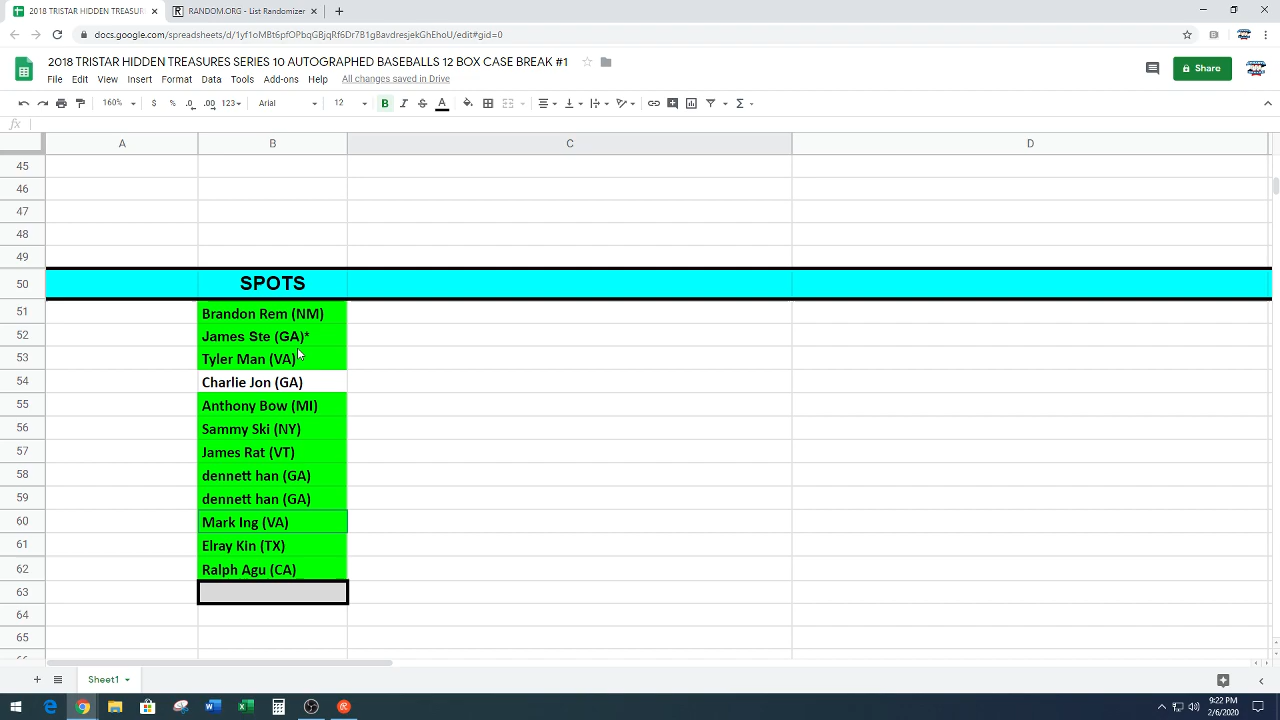 2018 TRISTAR HIDDEN TREASURES
RANDOM.ORG - List Randomizer
docs.google.com/spreadsheets/d/1yf1oMBt6pfOPbqGBjqRf6Dr7B1gBavdresjekGhEhoU/edit#gid=0
2018 TRISTAR HIDDEN TREASURES SERIES 10 AUTOGRAPHED BASEBALLS 12 BOX CASE BREAK #1
File Edit View Insert Format Data Tools Add-ons Help All changes saved in Drive
Share
160% $ % .0 .00 123 Arial 12 B I S A
fx
A B C D
45
46
47
48
49
50 SPOTS
51 Brandon Rem (NM)
52 James Ste (GA)*
53 Tyler Man (VA)
54 Charlie Jon (GA)
55 Anthony Bow (MI)
56 Sammy Ski (NY)
57 James Rat (VT)
58 dennett han (GA)
59 dennett han (GA)
60 Mark Ing (VA)
61 Elray Kin (TX)
62 Ralph Agu (CA)
63
64
65
Sheet1
9:22 PM
2/6/2020